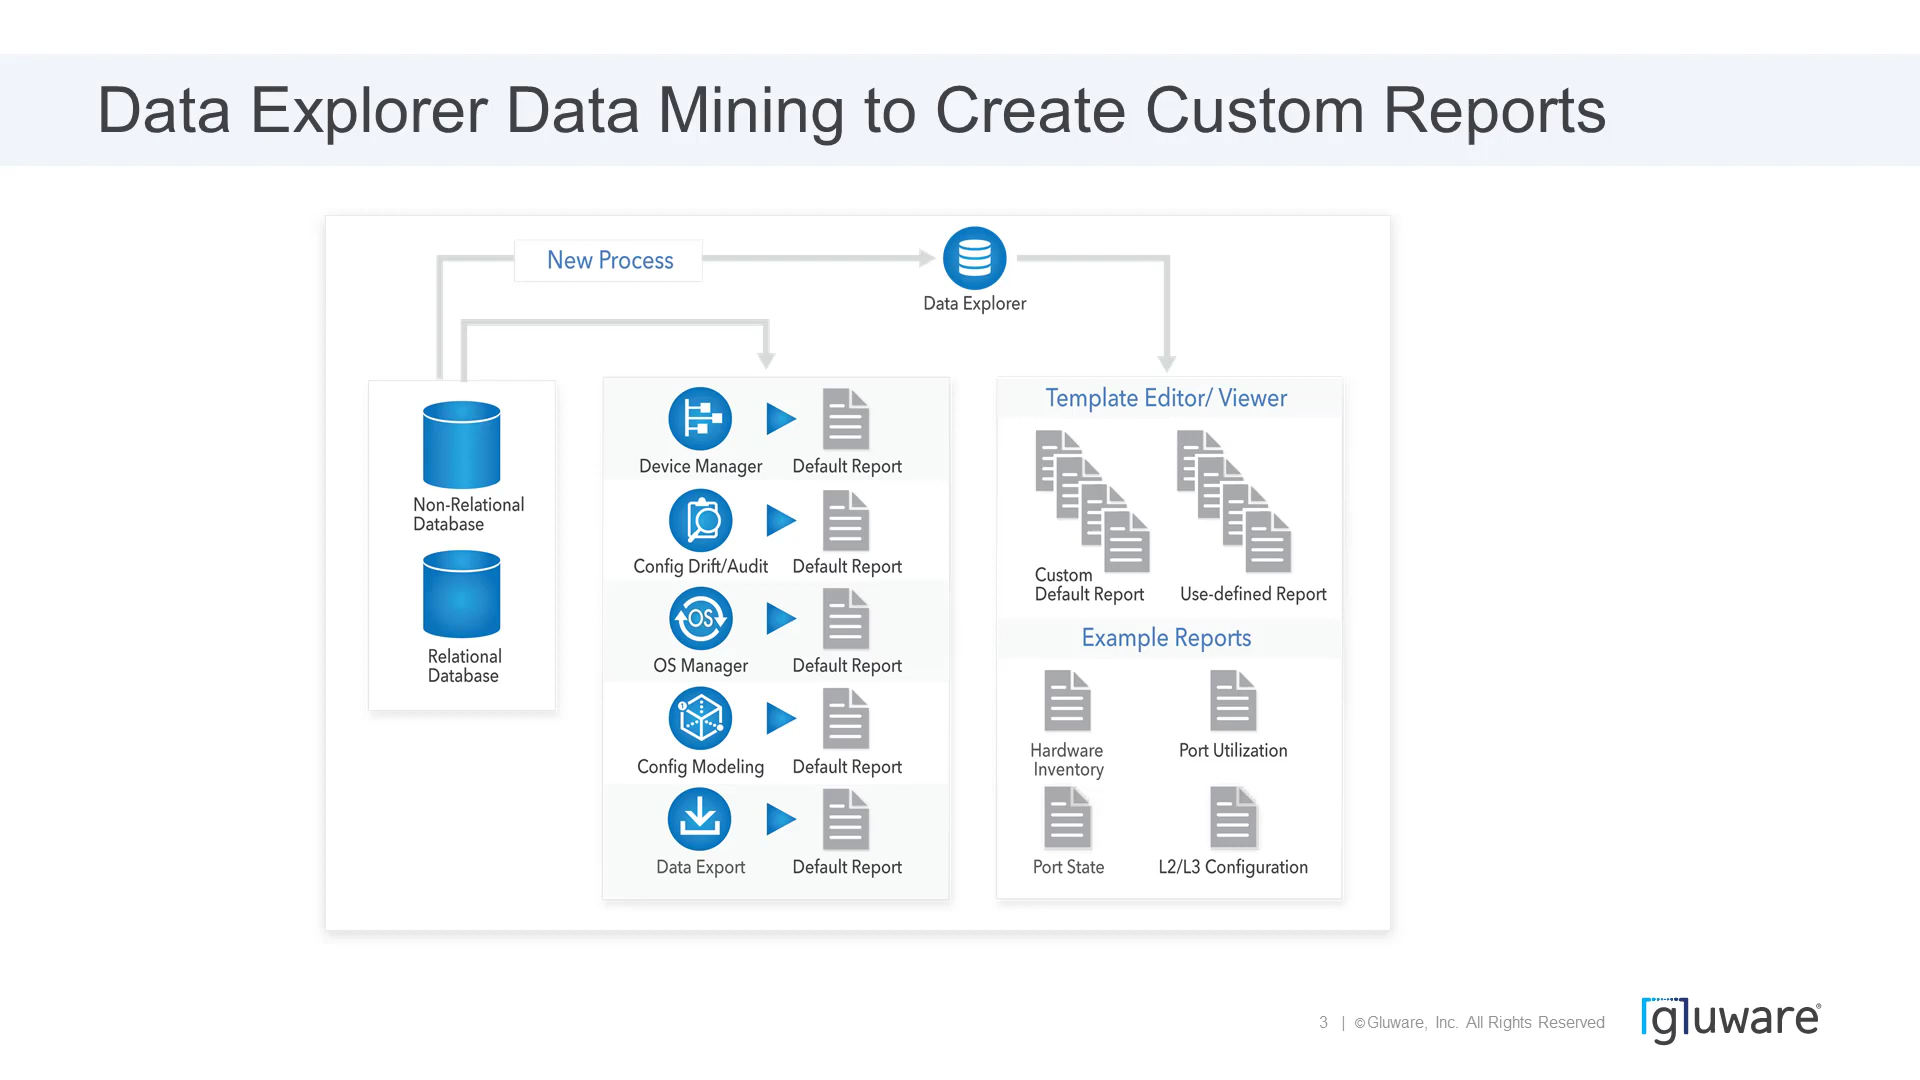 Data Explorer Data Mining to Create Custom Reports
New Process
Data Explorer
Non-Relational
Database
Relational
Database
Device Manager
Default Report
Config Drift/Audit
Default Report
OS
OS Manager
Default Report
1
Config Modeling
Default Report
Data Export
Default Report
Template Editor/ Viewer
Custom
Default Report
Use-defined Report
Example Reports
Hardware
Inventory
Port Utilization
Port State
L2/L3 Configuration
3 | © Gluware, Inc. All Rights Reserved
gluware®